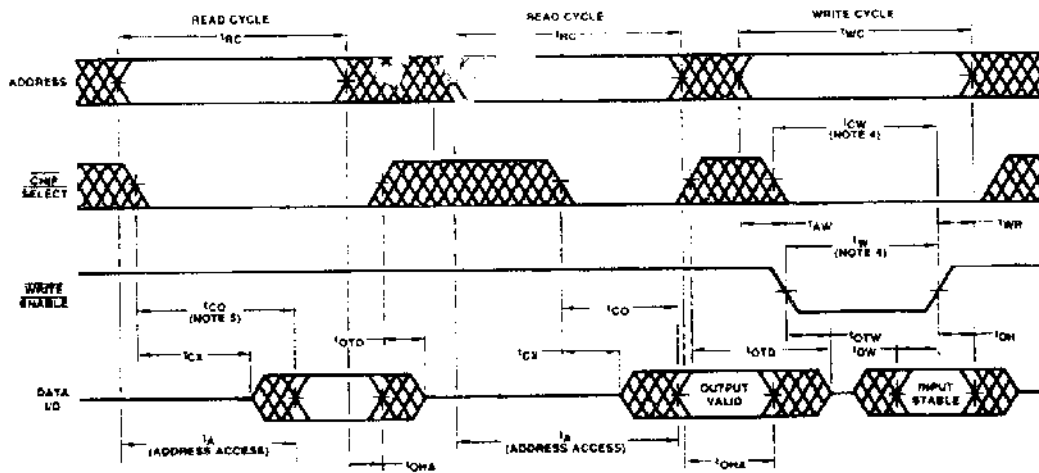 READ CYCLE
tRC
READ CYCLE
tRC
WRITE CYCLE
tWC
ADDRESS
tCW
(NOTE 4)
CHIP
SELECT
tAW
tWR
tW
(NOTE 4)
WRITE
ENABLE
tCO
(NOTE 5)
tCO
tOTW
tDH
tCX
tOTD
tCX
tOTD
tDW
DATA
I/O
OUTPUT
VALID
INPUT
STABLE
tA
(ADDRESS ACCESS)
tA
(ADDRESS ACCESS)
tOHA
tOHA